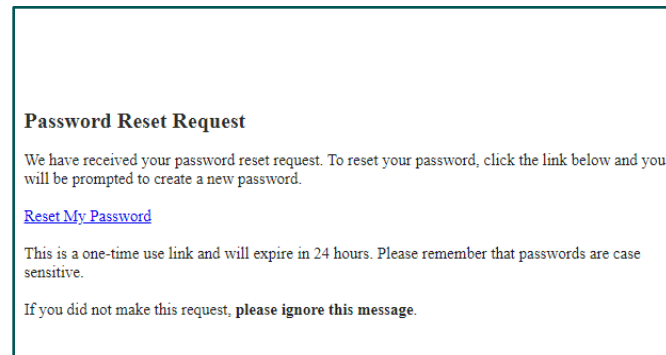 Password Reset Request
We have received your password reset request. To reset your password, click the link below and you
will be prompted to create a new password.
Reset My Password
This is a one-time use link and will expire in 24 hours. Please remember that passwords are case
sensitive.
If you did not make this request, please ignore this message.